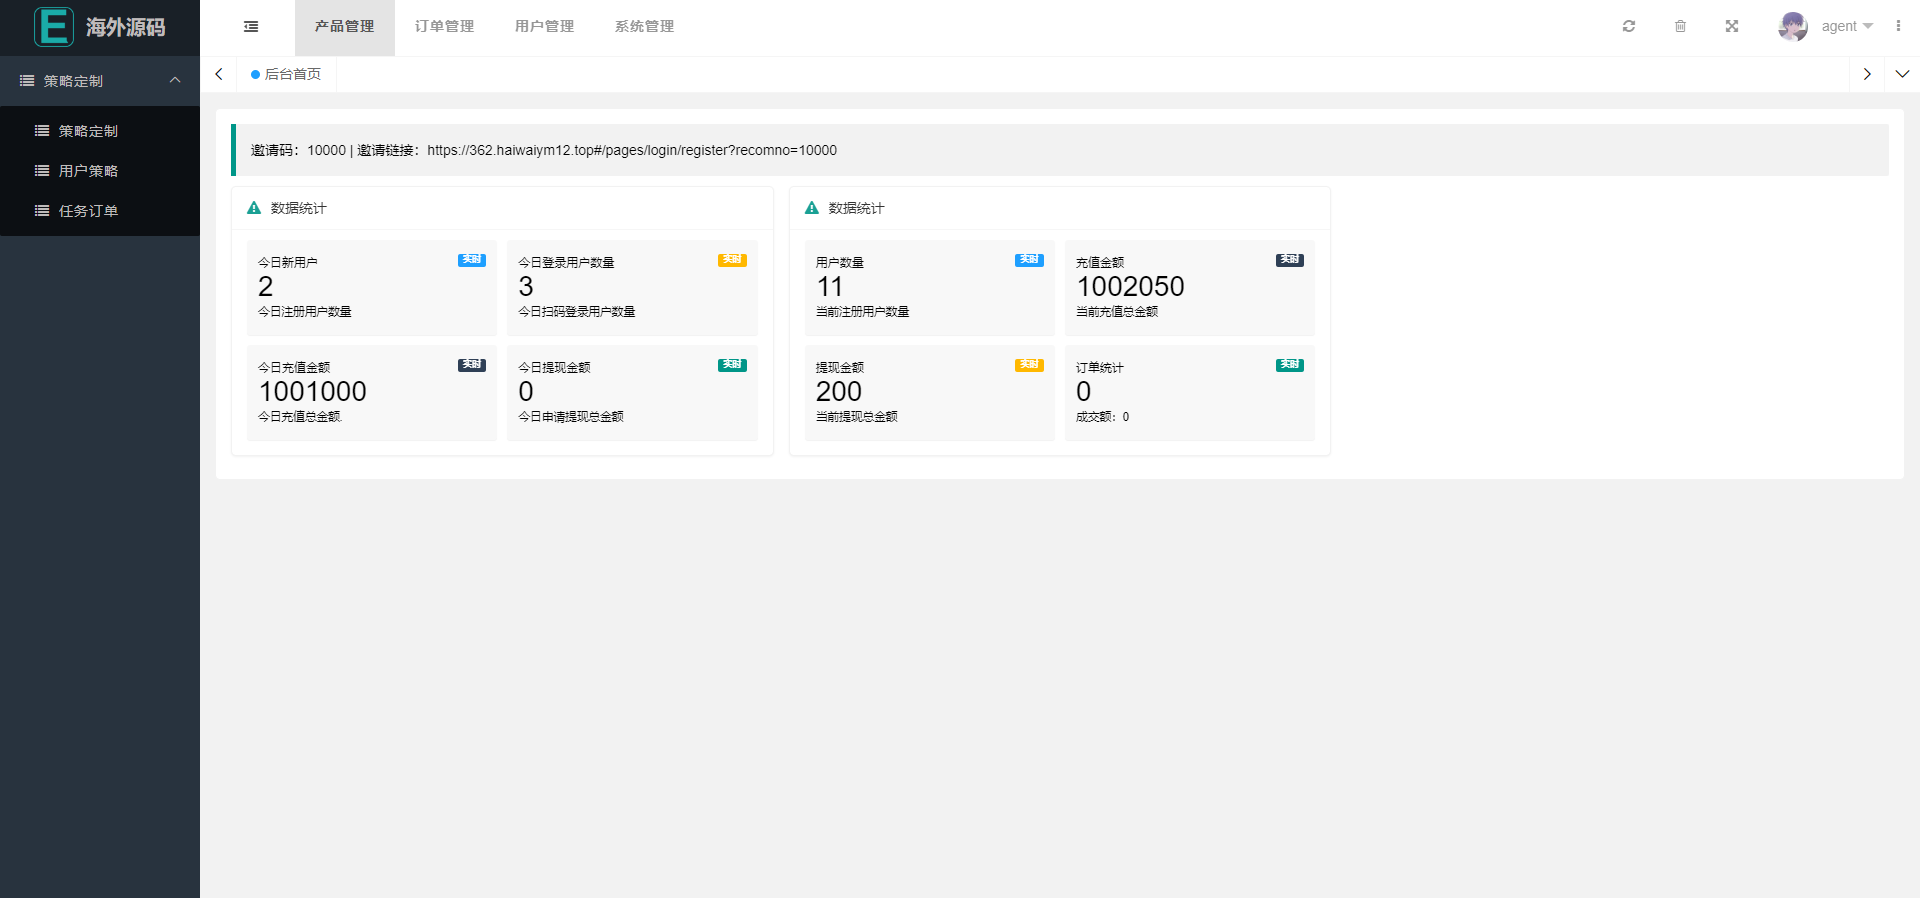 E 海外源码
产品管理 订单管理 用户管理 系统管理 agent
策略定制
后台首页
策略定制
用户策略
任务订单
邀请码：10000 | 邀请链接：https://362.haiwaiym12.top#/pages/login/register?recomno=10000
数据统计
今日新用户 实时
2
今日注册用户数量
今日登录用户数量 实时
3
今日扫码登录用户数量
今日充值金额 实时
1001000
今日充值总金额.
今日提现金额 实时
0
今日申请提现总金额
数据统计
用户数量 实时
11
当前注册用户数量
充值金额 实时
1002050
当前充值总金额
提现金额 实时
200
当前提现总金额
订单统计 实时
0
成交额：0